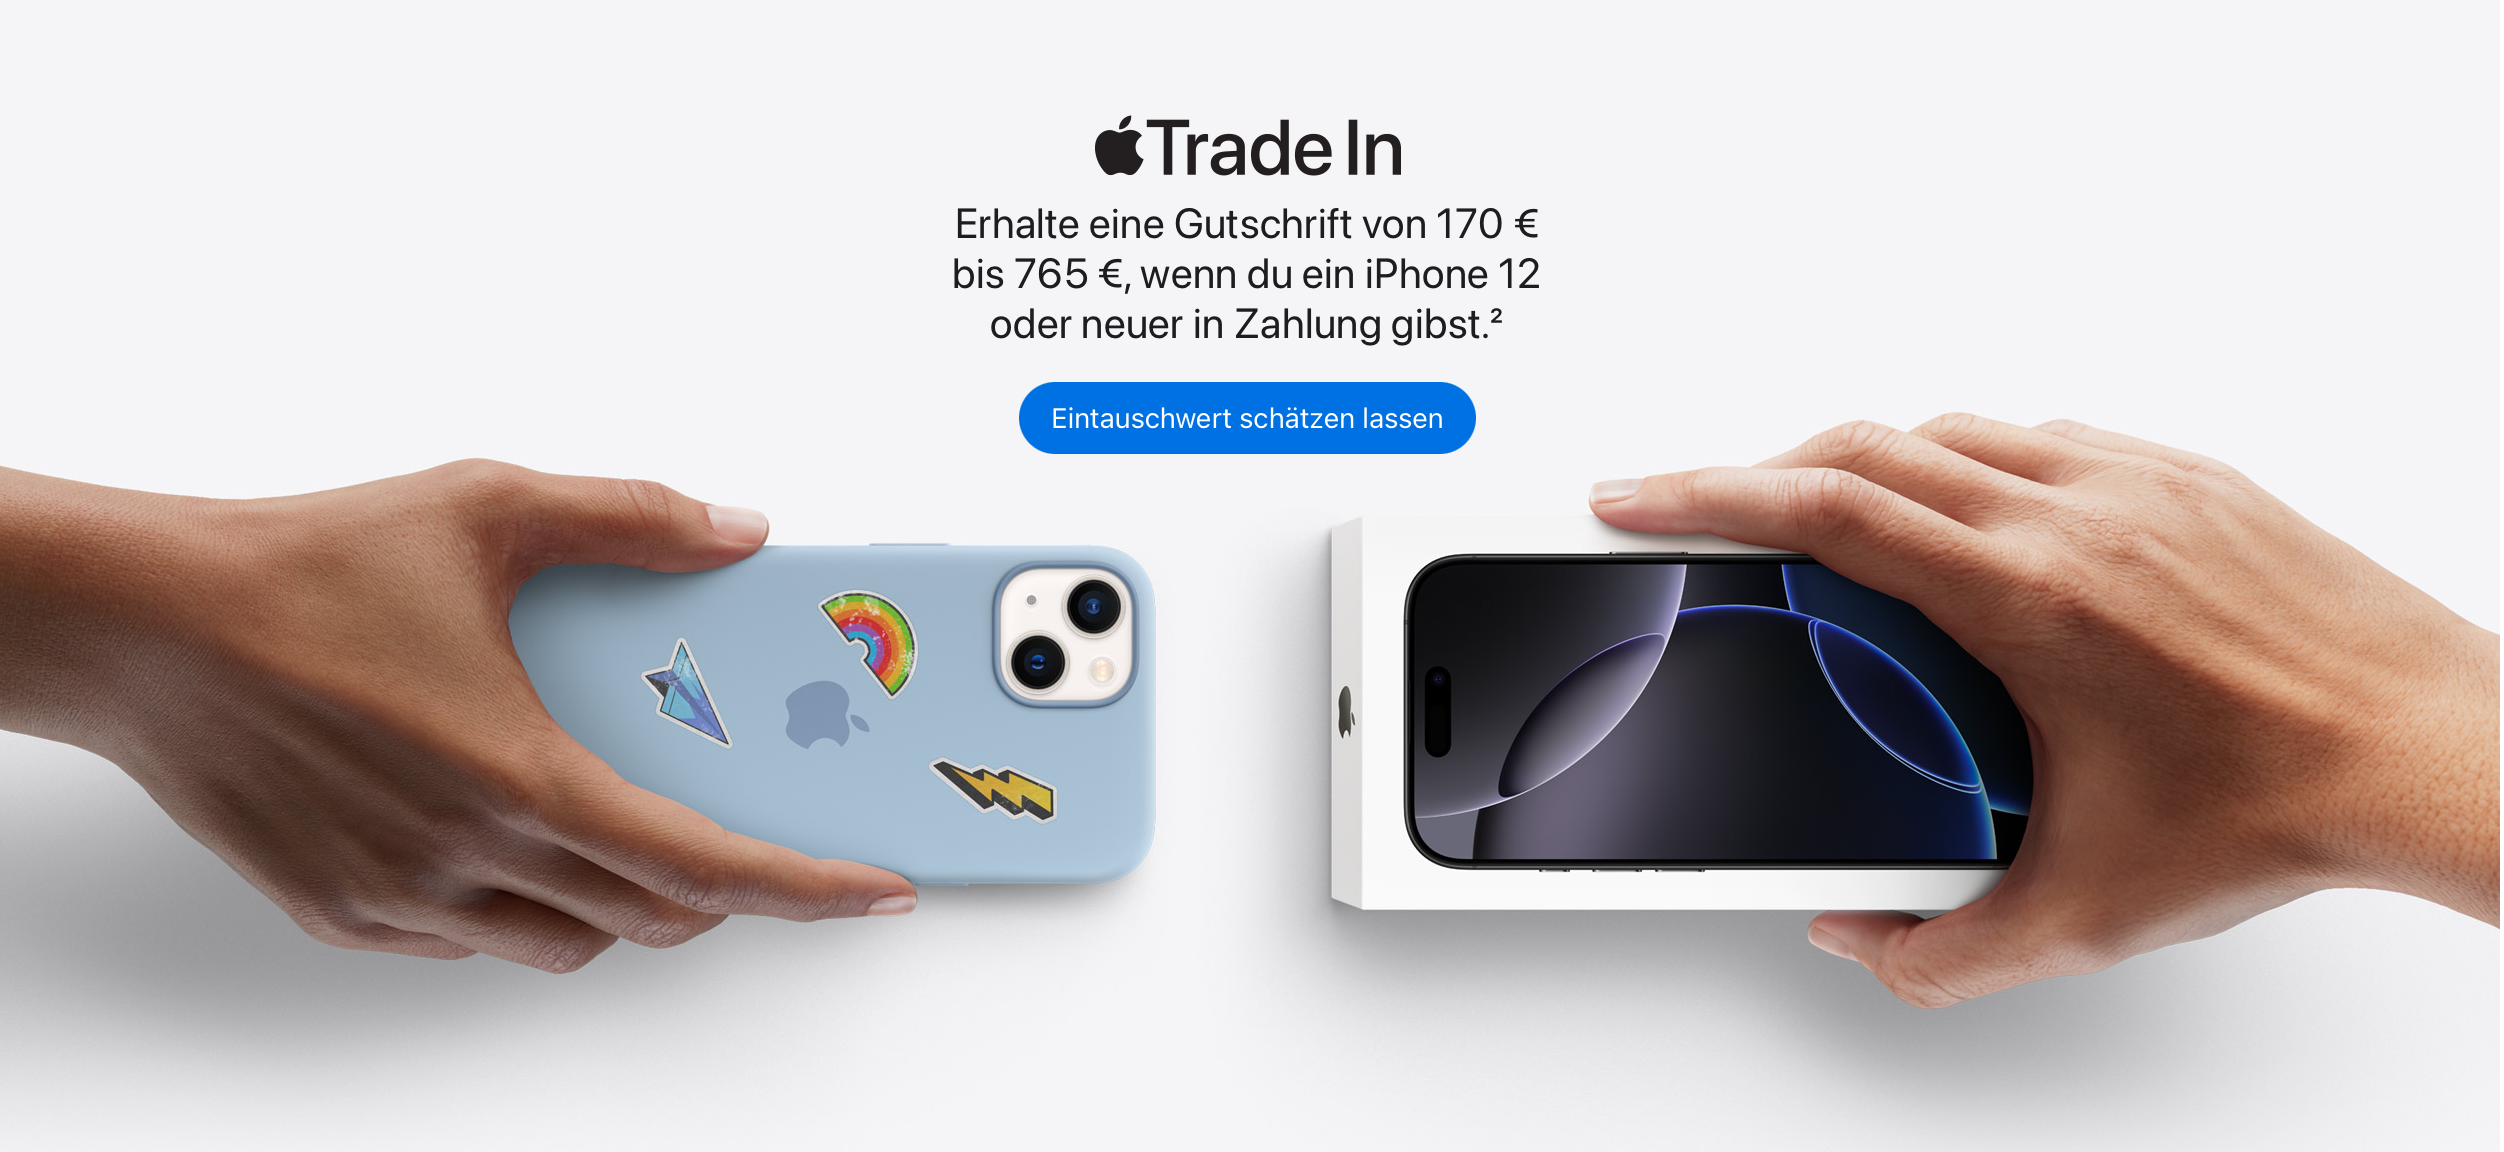 Trade In
Erhalte eine Gutschrift von 170 €
bis 765 €, wenn du ein iPhone 12
oder neuer in Zahlung gibst.²
Eintauschwert schätzen lassen